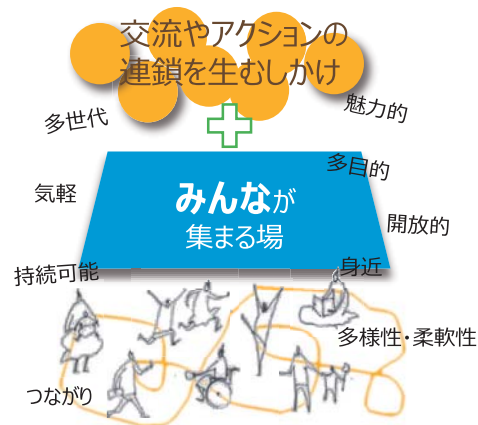 交流やアクションの
連鎖を生むしかけ
多世代
魅力的
多目的
気軽
みんなが
集まる場
開放的
持続可能
身近
多様性・柔軟性
つながり